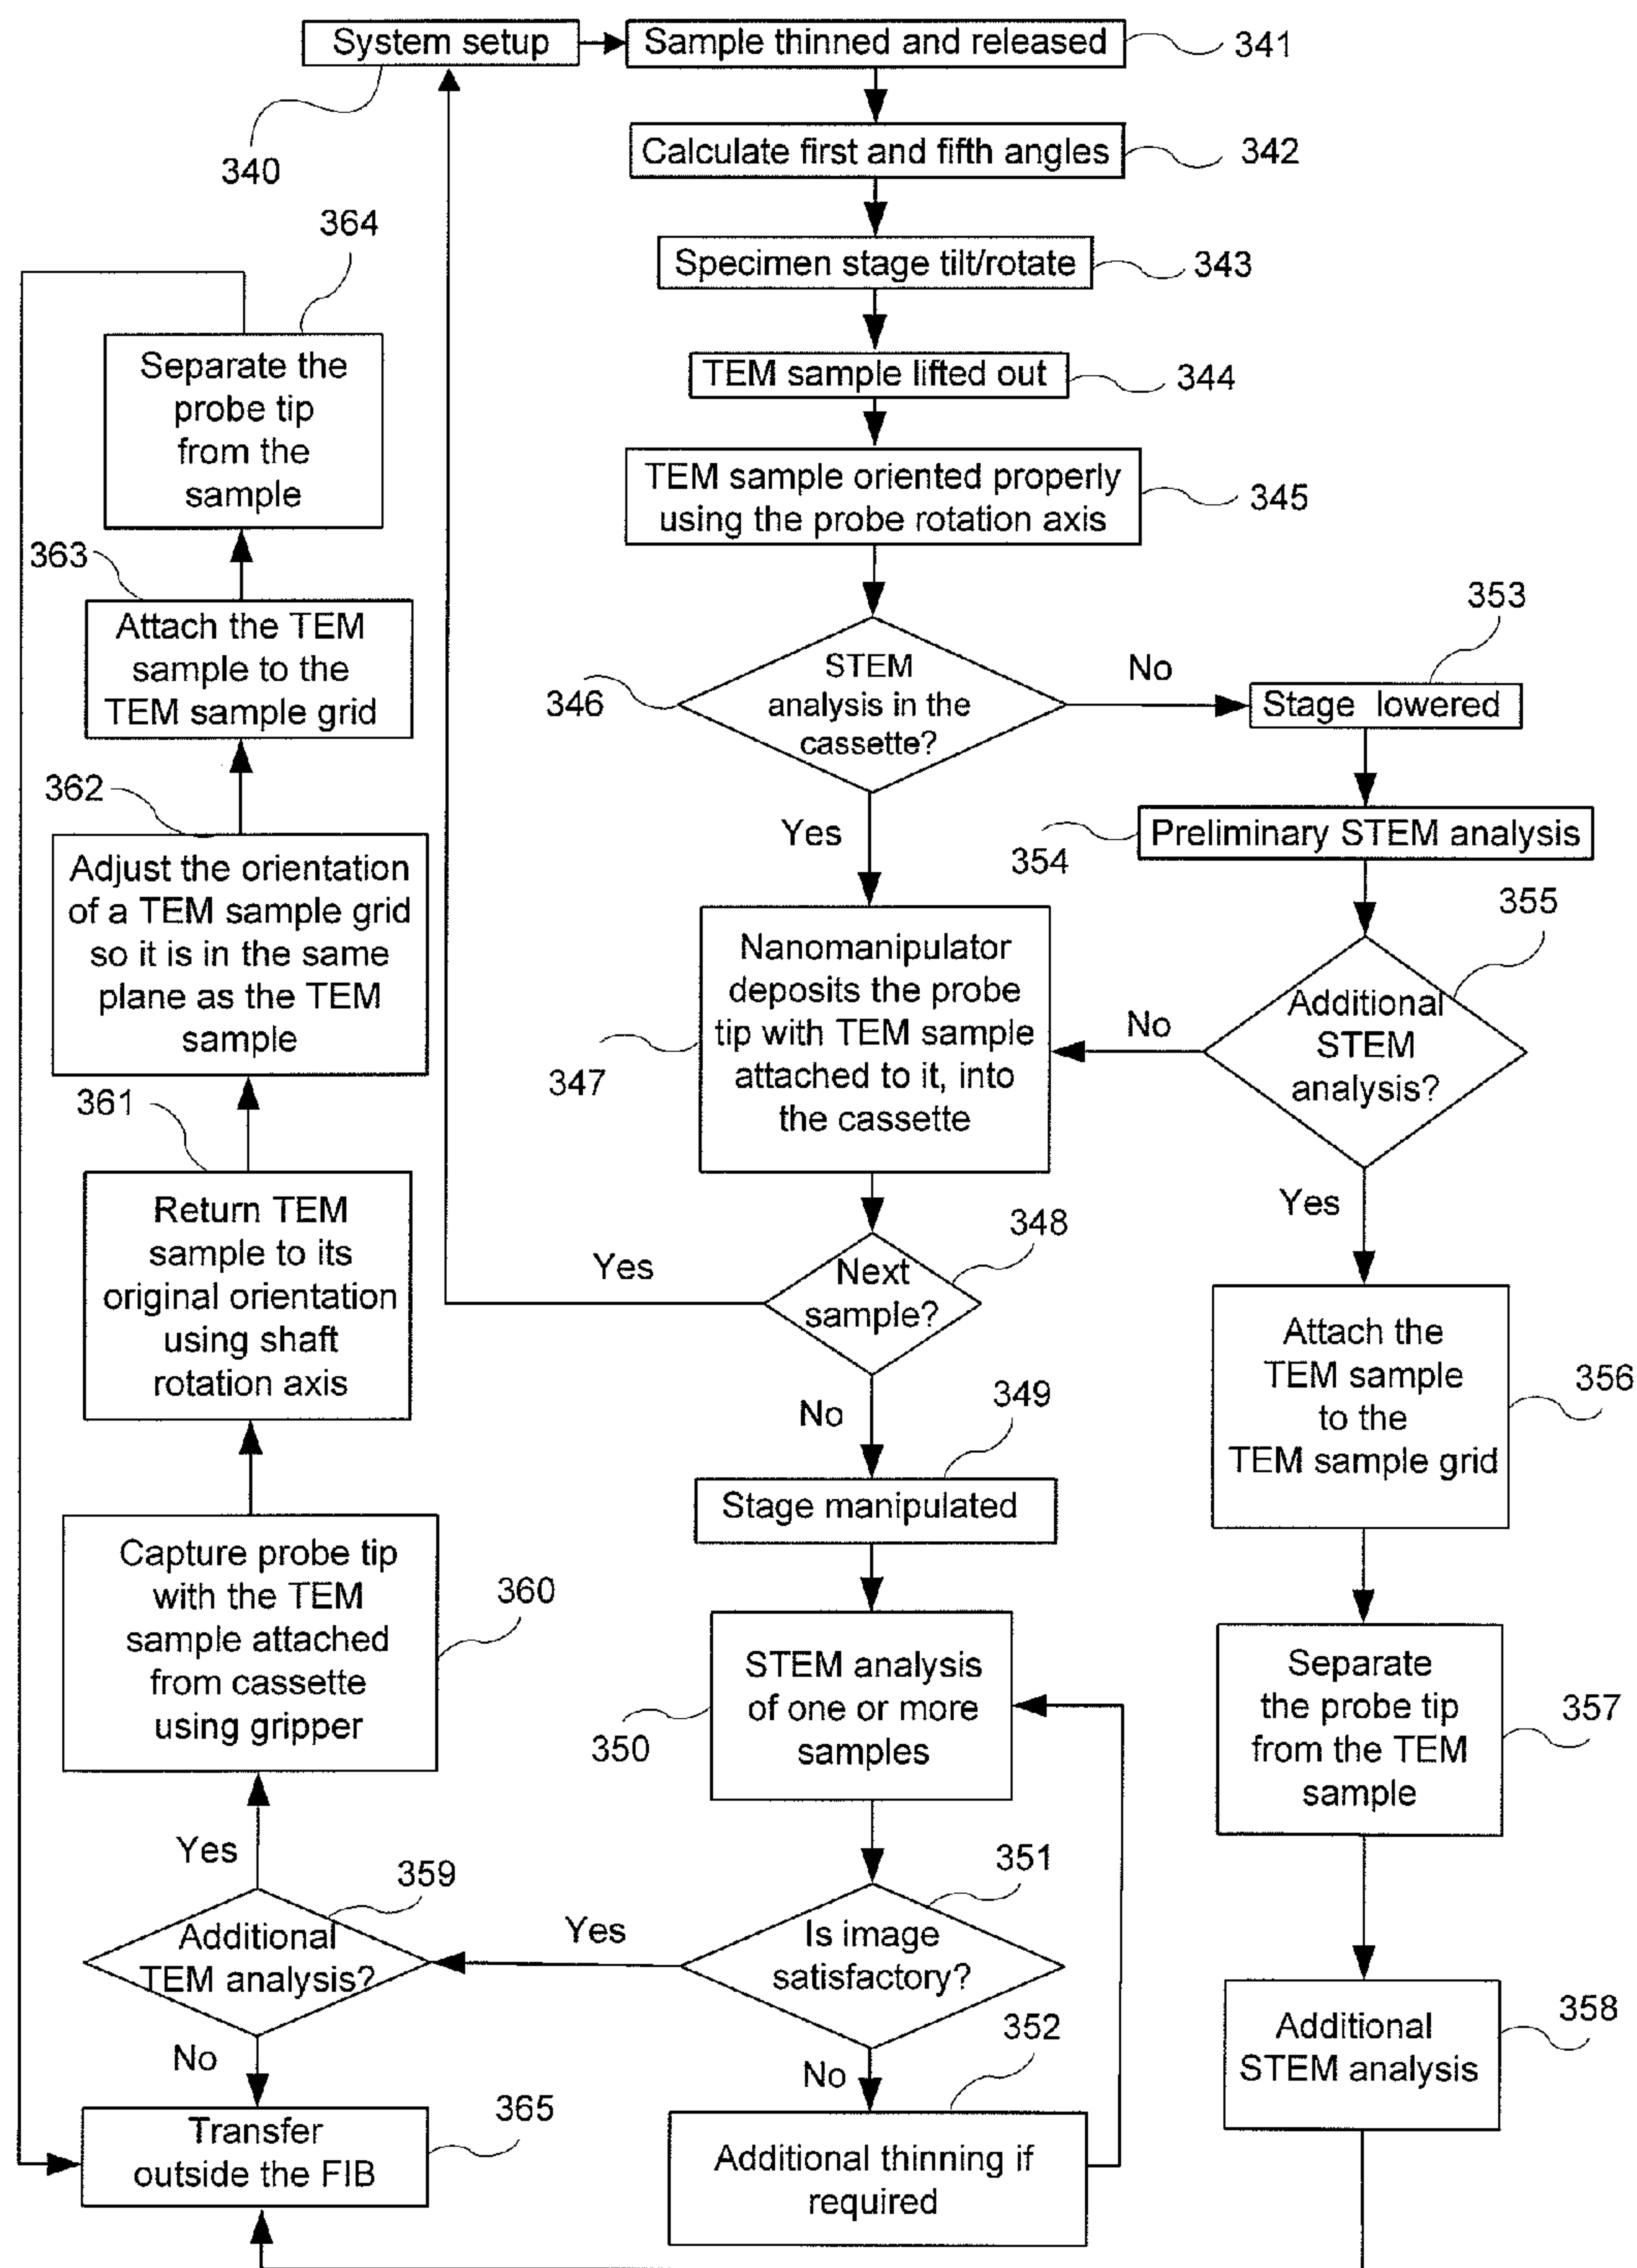 System setup
340
Sample thinned and released
341
Calculate first and fifth angles
342
Specimen stage tilt/rotate
343
TEM sample lifted out
344
TEM sample oriented properly
using the probe rotation axis
345
STEM
analysis in the
cassette?
346
No
Yes
Stage lowered
353
Preliminary STEM analysis
354
Additional
STEM
analysis?
355
No
Yes
Nanomanipulator
deposits the probe
tip with TEM sample
attached to it, into
the cassette
347
Next
sample?
348
Yes
No
Stage manipulated
349
STEM analysis
of one or more
samples
350
Is image
satisfactory?
351
Yes
No
Additional thinning if
required
352
Attach the
TEM sample
to the
TEM sample grid
356
Separate
the probe tip
from the TEM
sample
357
Additional
STEM analysis
358
Additional
TEM analysis?
359
Yes
No
Capture probe tip
with the TEM
sample attached
from cassette
using gripper
360
Return TEM
sample to its
original orientation
using shaft
rotation axis
361
Adjust the orientation
of a TEM sample grid
so it is in the same
plane as the TEM
sample
362
Attach the TEM
sample to the
TEM sample grid
363
Separate the
probe tip
from the
sample
364
Transfer
outside the FIB
365